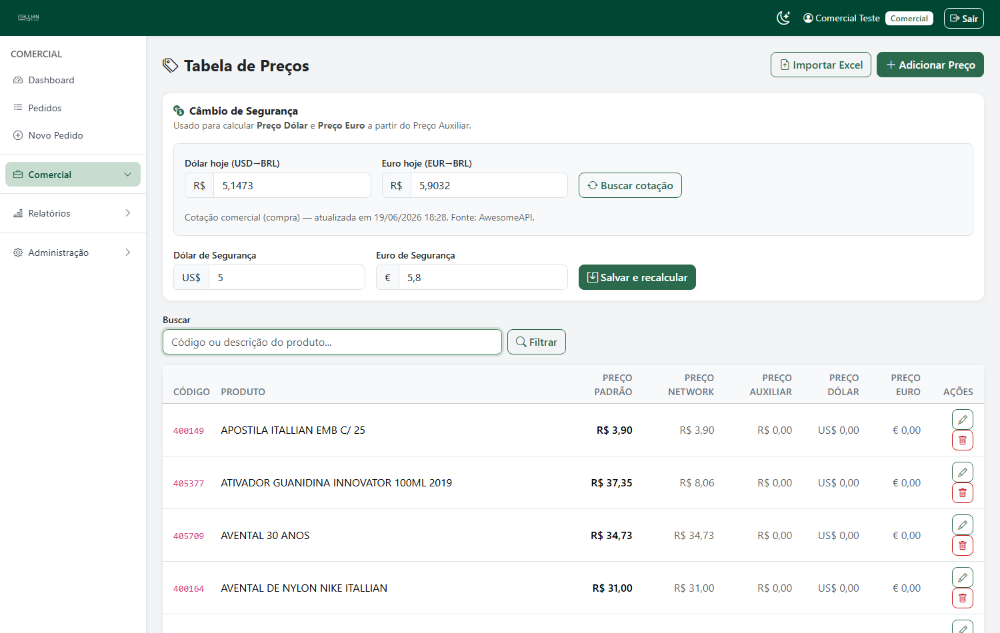 ITALLIAN
Comercial Teste
Comercial
Sair
COMERCIAL
Dashboard
Pedidos
Novo Pedido
Comercial
Relatórios
Administração
Tabela de Preços
Importar Excel
Adicionar Preço
Câmbio de Segurança
Usado para calcular Preço Dólar e Preço Euro a partir do Preço Auxiliar.
Dólar hoje (USD→BRL)
Euro hoje (EUR→BRL)
R$ 5,1473
R$ 5,9032
Buscar cotação
Cotação comercial (compra) — atualizada em 19/06/2026 18:28. Fonte: AwesomeAPI.
Dólar de Segurança
Euro de Segurança
US$ 5
€ 5,8
Salvar e recalcular
Buscar
Código ou descrição do produto...
Filtrar
CÓDIGO PRODUTO PREÇO PADRÃO PREÇO NETWORK PREÇO AUXILIAR PREÇO DÓLAR PREÇO EURO AÇÕES
400149 APOSTILA ITALLIAN EMB C/ 25 R$ 3,90 R$ 3,90 R$ 0,00 US$ 0,00 € 0,00
405377 ATIVADOR GUANIDINA INNOVATOR 100ML 2019 R$ 37,35 R$ 8,06 R$ 0,00 US$ 0,00 € 0,00
405709 AVENTAL 30 ANOS R$ 34,73 R$ 34,73 R$ 0,00 US$ 0,00 € 0,00
400164 AVENTAL DE NYLON NIKE ITALLIAN R$ 31,00 R$ 31,00 R$ 0,00 US$ 0,00 € 0,00